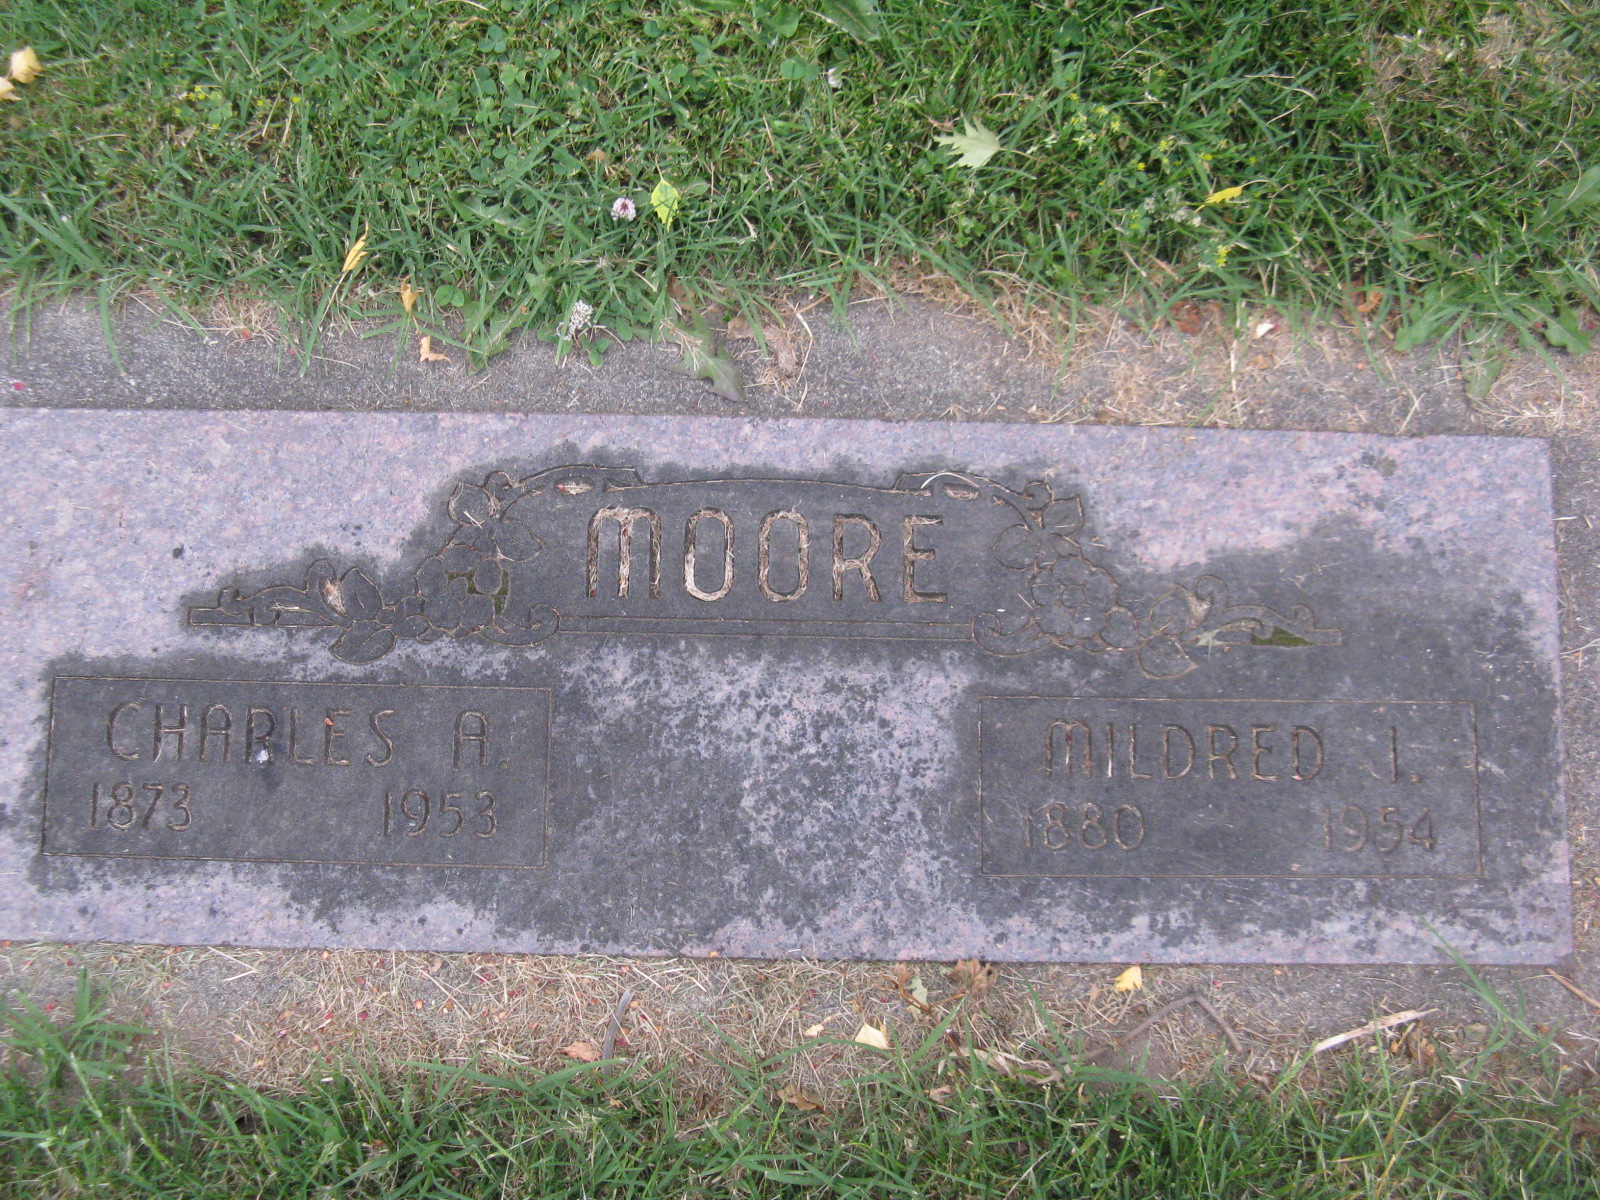 MOORE
CHARLES A.
1873 1953
MILDRED I.
1880 1954